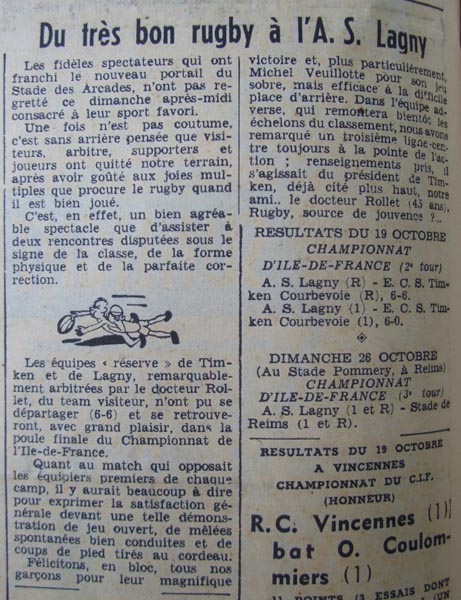 Du très bon rugby à l'A. S. Lagny
Les fidèles spectateurs qui ont
franchi le nouveau portail du
Stade des Arcades, n'ont pas re-
gretté ce dimanche après-midi
consacré à leur sport favori.
Une fois n'est pas coutume,
c'est sans arrière pensée que visi-
teurs, arbitre, supporters et
joueurs ont quitté notre terrain,
après avoir goûté aux joies mul-
tiples que procure le rugby quand
il est bien joué.
C'est, en effet, un bien agréa-
ble spectacle que d'assister à
deux rencontres disputées sous le
signe de la classe, de la forme
physique et de la parfaite cor-
rection.
Les équipes « réserve » de Tim-
ken et de Lagny, remarquable-
ment arbitrées par le docteur Rol-
let, du team visiteur, n'ont pu se
départager (6-6) et se retrouve-
ront, avec grand plaisir, dans la
poule finale du Championnat de
l'Ile-de-France.
Quant au match qui opposait
les équipiers premiers de chaque
camp, il y aurait beaucoup à dire
pour exprimer la satisfaction gé-
nérale devant une telle démons-
tration de jeu ouvert, de mêlées
spontanées bien conduites et de
coups de pied tirés au cordeau.
Félicitons, en bloc, tous nos
garçons pour leur magnifique
victoire et, plus particulièrement,
Michel Veuillotte pour son jeu
sobre, mais efficace à la difficile
place d'arrière. Dans l'équipe ad-
verse, qui remontera bientôt les
échelons du classement, nous avons
remarqué un troisième ligne-cen-
tre toujours à la pointe de l'ac-
tion ; renseignements pris, il
s'agissait du président de Tim-
ken, déjà cité plus haut, notre
ami.. le docteur Rollet (43 ans).
Rugby, source de jouvence ?...
RESULTATS DU 19 OCTOBRE
CHAMPIONNAT
D'ILE-DE-FRANCE (2e tour)
A. S. Lagny (R) - E. C. S. Tim-
ken Courbevoie (R), 6-6.
A. S. Lagny (1) - E. C. S. Tim-
ken Courbevoie (1), 6-0.
DIMANCHE 26 OCTOBRE
(Au Stade Pommery, à Reims)
CHAMPIONNAT
D'ILE-DE-FRANCE (3e tour)
A. S. Lagny (1 et R) - Stade de
Reims (1 et R).
RESULTATS DU 19 OCTOBRE
A VINCENNES
CHAMPIONNAT DU C.I.F.
(HONNEUR)
R. C. Vincennes (1)
bat O. Coulom-
miers (1)
11 POINTS (3 ESSAIS DONT